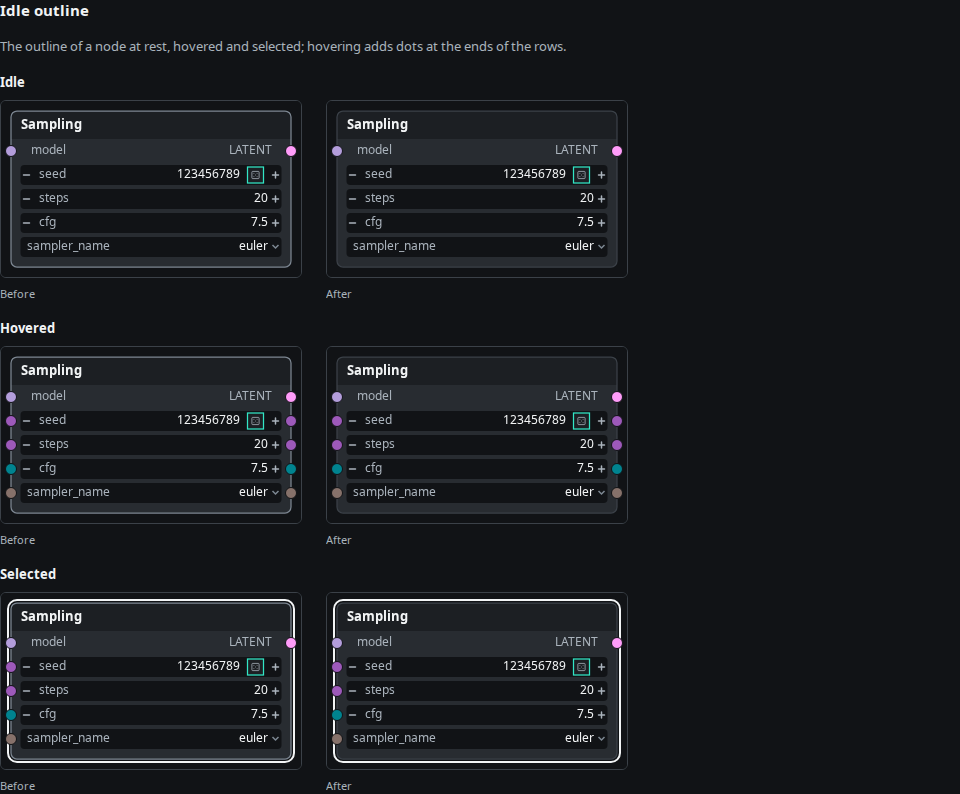 Idle outline
The outline of a node at rest, hovered and selected; hovering adds dots at the ends of the rows.
Idle
Sampling
model LATENT
− seed 123456789 +
− steps 20 +
− cfg 7.5 +
sampler_name euler
Before
Sampling
model LATENT
− seed 123456789 +
− steps 20 +
− cfg 7.5 +
sampler_name euler
After
Hovered
Sampling
model LATENT
− seed 123456789 +
− steps 20 +
− cfg 7.5 +
sampler_name euler
Before
Sampling
model LATENT
− seed 123456789 +
− steps 20 +
− cfg 7.5 +
sampler_name euler
After
Selected
Sampling
model LATENT
− seed 123456789 +
− steps 20 +
− cfg 7.5 +
sampler_name euler
Before
Sampling
model LATENT
− seed 123456789 +
− steps 20 +
− cfg 7.5 +
sampler_name euler
After